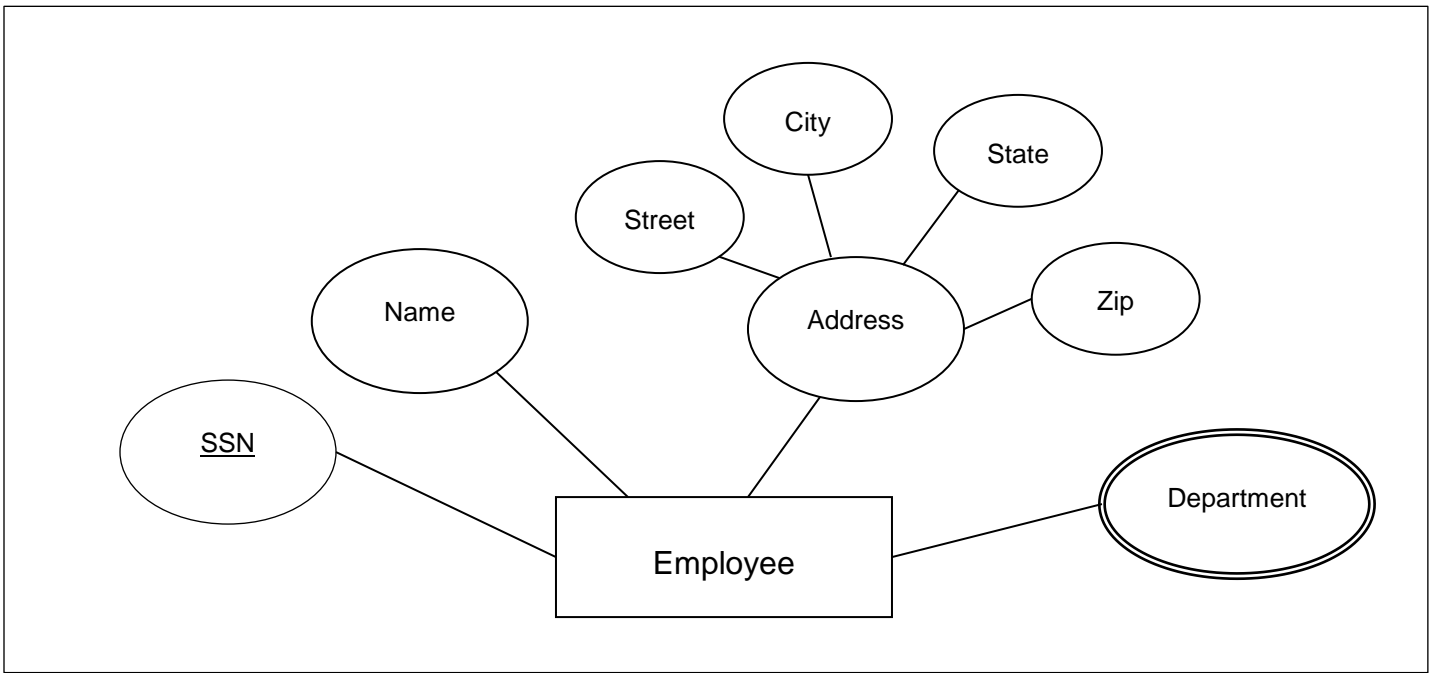 City
State
Street
Zip
Name
Address
SSN
Department
Employee